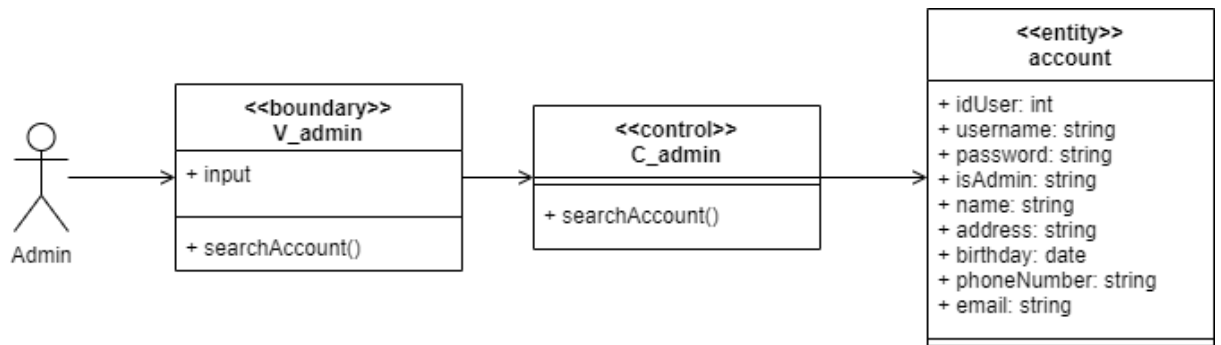 Admin
<<boundary>>
V_admin
+ input
+ searchAccount()
<<control>>
C_admin
+ searchAccount()
<<entity>>
account
+ idUser: int
+ username: string
+ password: string
+ isAdmin: string
+ name: string
+ address: string
+ birthday: date
+ phoneNumber: string
+ email: string